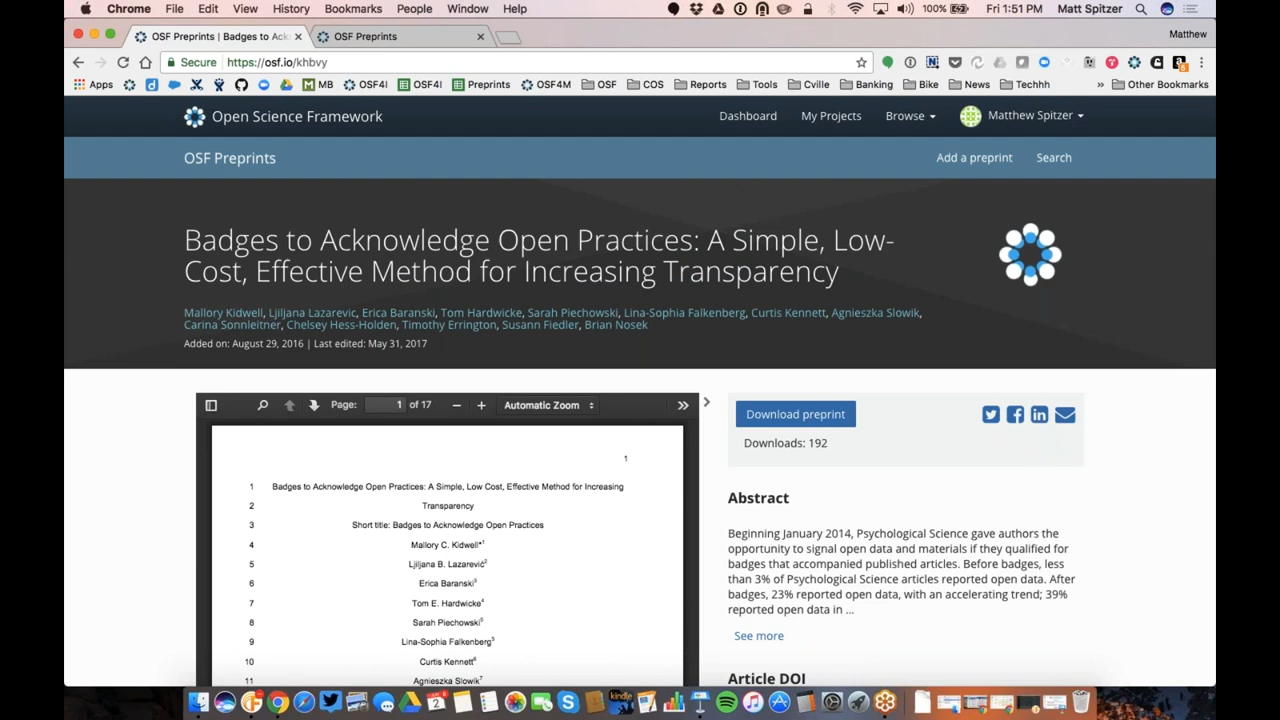 Chrome File Edit View History Bookmarks People Window Help 100% Fri 1:51 PM Matt Spitzer
OSF Preprints | Badges to Ack OSF Preprints Matthew
Secure https://osf.io/khbvy
Apps MB OSF4I OSF4I Preprints OSF4M OSF COS Reports Tools Cville Banking Bike News Techhh » Other Bookmarks
Open Science Framework Dashboard My Projects Browse Matthew Spitzer
OSF Preprints Add a preprint Search
Badges to Acknowledge Open Practices: A Simple, Low-
Cost, Effective Method for Increasing Transparency
Mallory Kidwell, Ljiljana Lazarevic, Erica Baranski, Tom Hardwicke, Sarah Piechowski, Lina-Sophia Falkenberg, Curtis Kennett, Agnieszka Slowik,
Carina Sonnleitner, Chelsey Hess-Holden, Timothy Errington, Susann Fiedler, Brian Nosek
Added on: August 29, 2016 | Last edited: May 31, 2017
Page: 1 of 17 Automatic Zoom
1
1 Badges to Acknowledge Open Practices: A Simple, Low Cost, Effective Method for Increasing
2 Transparency
3 Short title: Badges to Acknowledge Open Practices
4 Mallory C. Kidwell*1
5 Ljiljana B. Lazarević2
6 Erica Baranski3
7 Tom E. Hardwicke4
8 Sarah Piechowski5
9 Lina-Sophia Falkenberg5
10 Curtis Kennett6
11 Agnieszka Slowik7
Download preprint
Downloads: 192
Abstract
Beginning January 2014, Psychological Science gave authors the
opportunity to signal open data and materials if they qualified for
badges that accompanied published articles. Before badges, less
than 3% of Psychological Science articles reported open data. After
badges, 23% reported open data, with an accelerating trend; 39%
reported open data in ...
See more
Article DOI
kindle